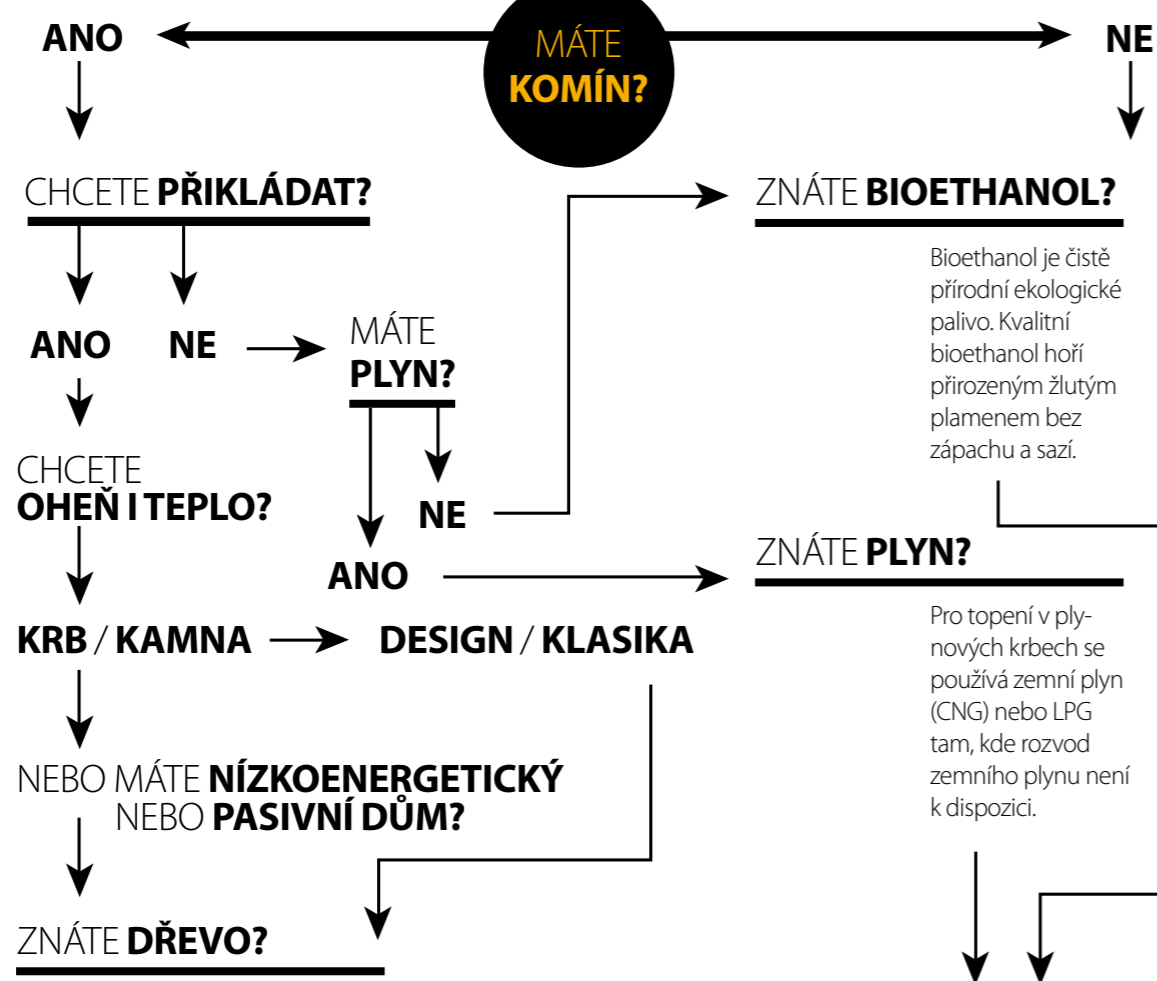 MÁTE
KOMÍN?
ANO
NE
CHCETE PŘIKLÁDAT?
ANO
NE
MÁTE
PLYN?
NE
ANO
CHCETE
OHEŇ I TEPLO?
KRB / KAMNA
DESIGN / KLASIKA
NEBO MÁTE NÍZKOENERGETICKÝ
NEBO PASIVNÍ DŮM?
ZNÁTE DŘEVO?
ZNÁTE BIOETHANOL?
Bioethanol je čistě
přírodní ekologické
palivo. Kvalitní
bioethanol hoří
přirozeným žlutým
plamenem bez
zápachu a sazí.
ZNÁTE PLYN?
Pro topení v ply-
nových krbech se
používá zemní plyn
(CNG) nebo LPG
tam, kde rozvod
zemního plynu není
k dispozici.